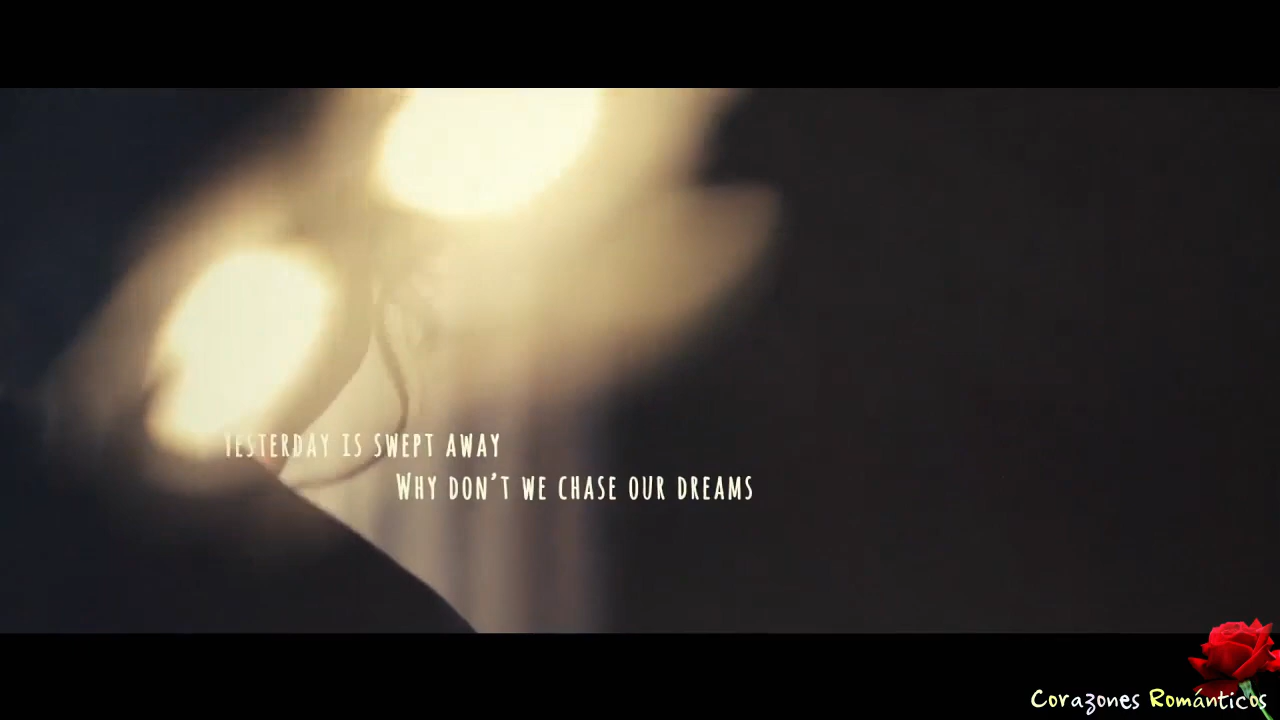 Yesterday is swept away
Why don't we chase our dreams
Corazones Románticos